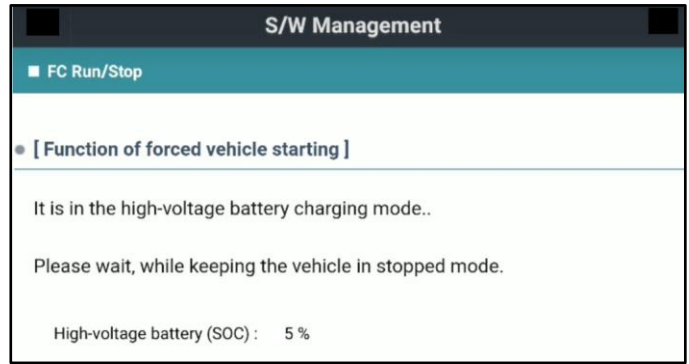 S/W Management
FC Run/Stop
[ Function of forced vehicle starting ]
It is in the high-voltage battery charging mode..
Please wait, while keeping the vehicle in stopped mode.
High-voltage battery (SOC) : 5 %